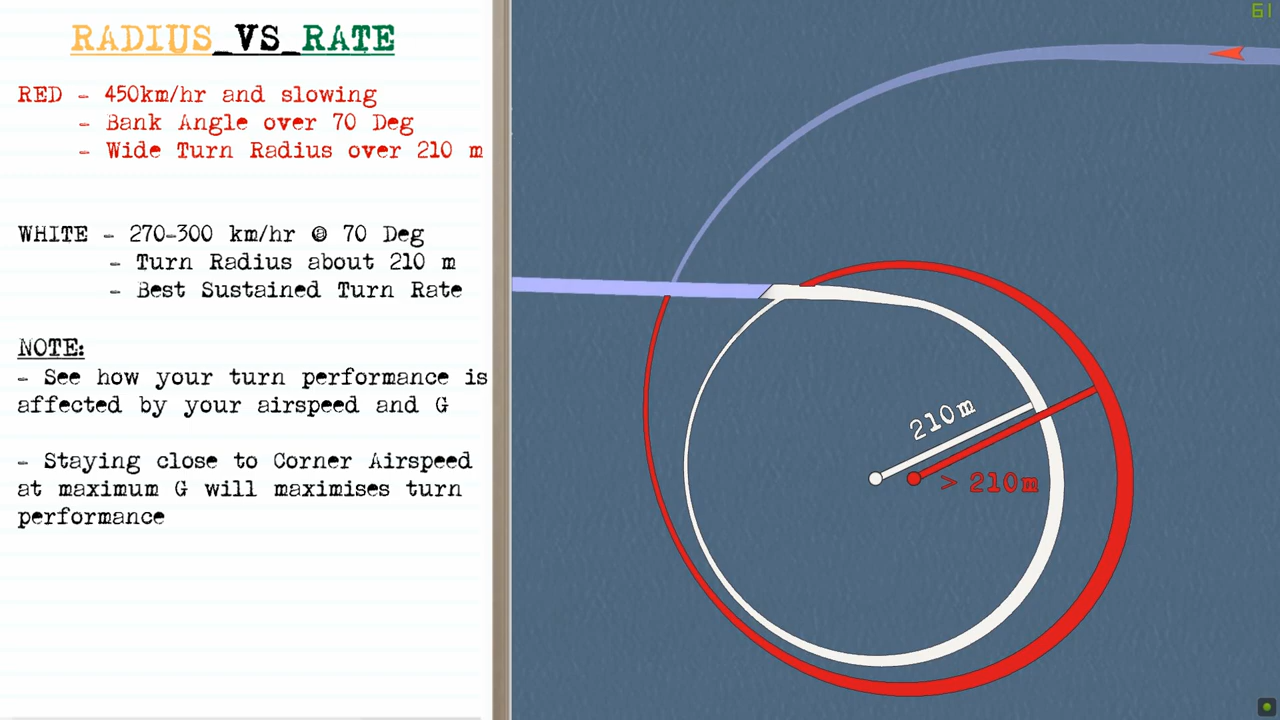 RADIUS_VS_RATE
RED - 450km/hr and slowing
- Bank Angle over 70 Deg
- Wide Turn Radius over 210 m
WHITE - 270-300 km/hr @ 70 Deg
- Turn Radius about 210 m
- Best Sustained Turn Rate
NOTE:
- See how your turn performance is
affected by your airspeed and G
- Staying close to Corner Airspeed
at maximum G will maximises turn
performance
61
210m
> 210m